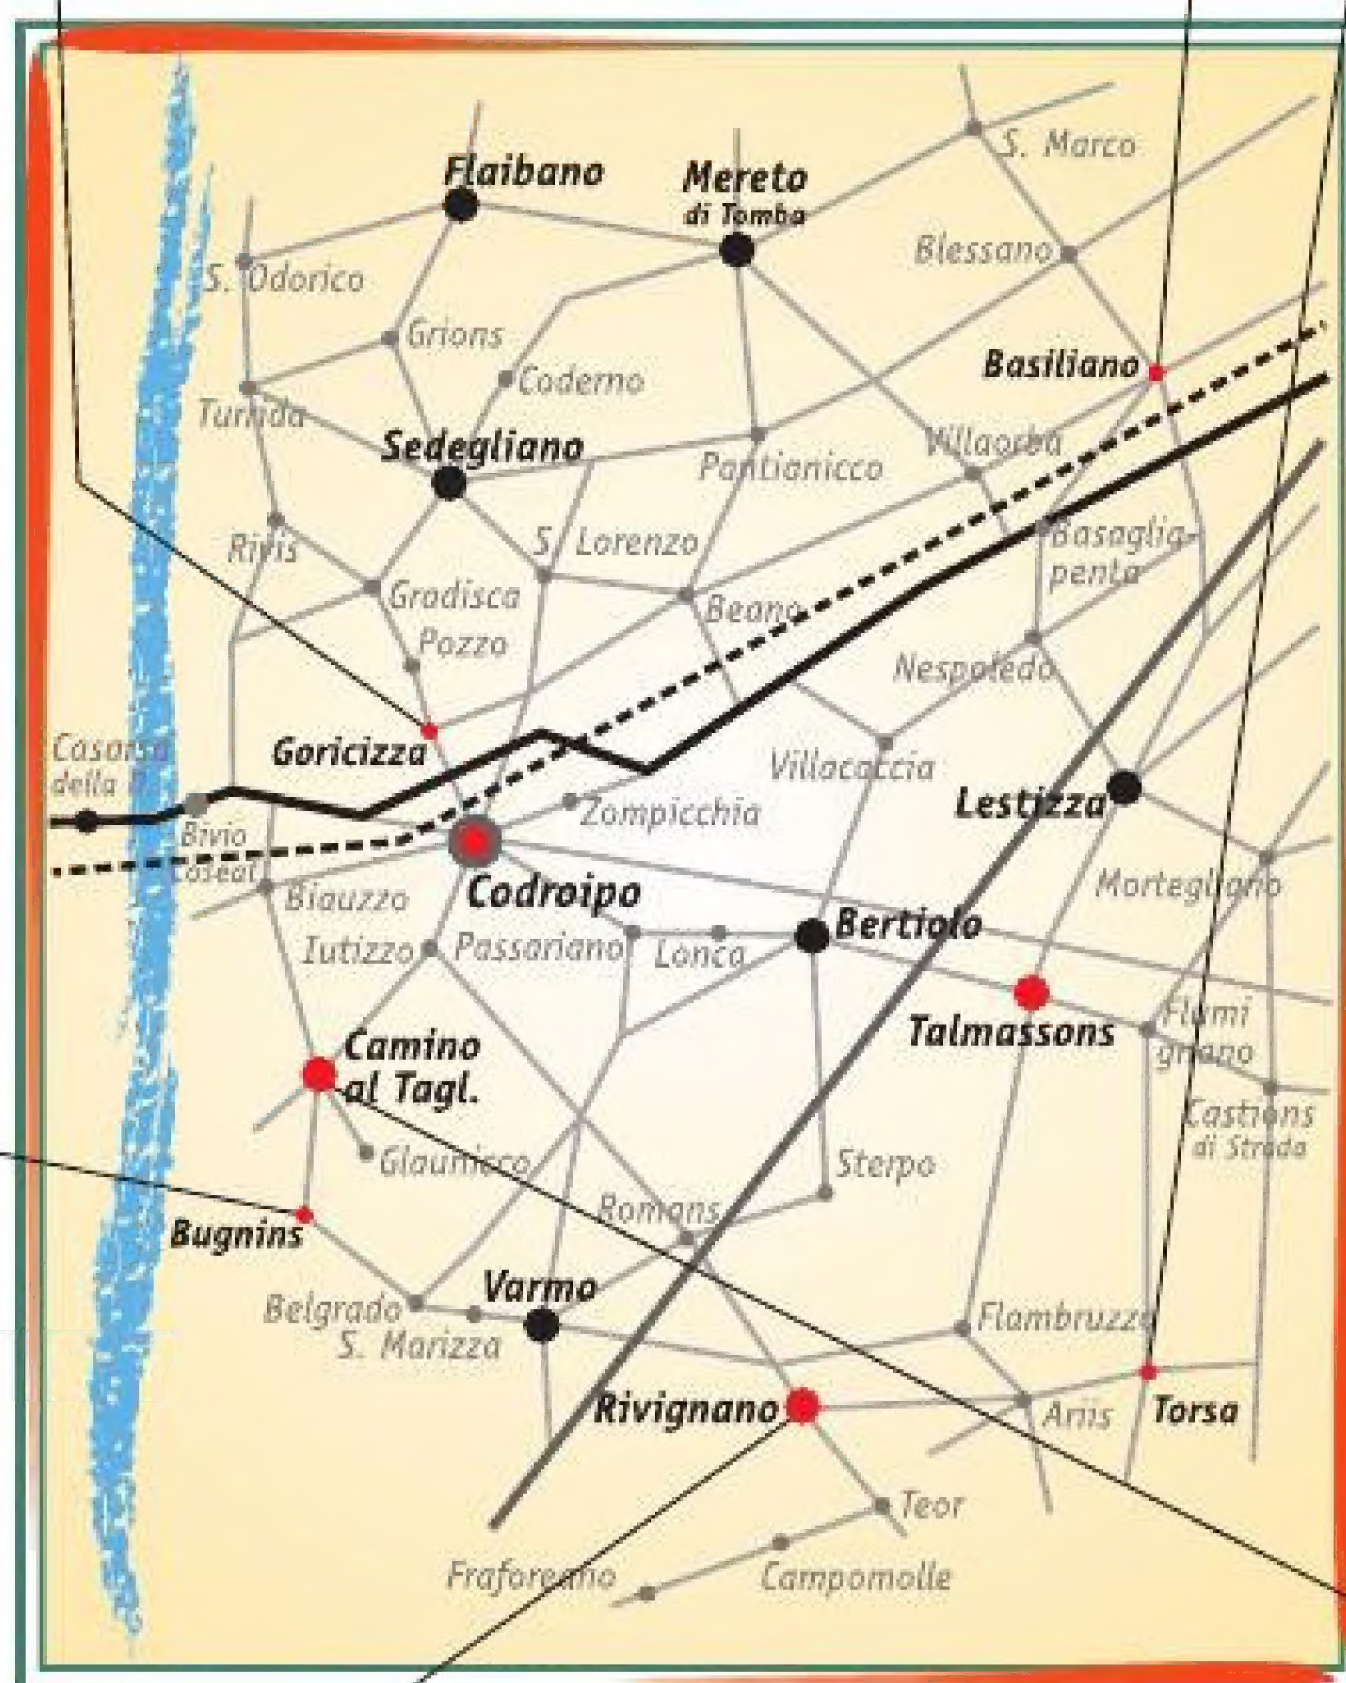 S. Marco
Flaibano
Mereto
di Tomba
Blessano
S. Odorico
Grions
Basiliano
Coderno
Turrida
Sedegliano
Villaorba
Pantianicco
Rivis
S. Lorenzo
Basaglia-
penta
Gradisca
Beano
Pozzo
Nespoledo
Casarsa
della D.
Goricizza
Villacaccia
Lestizza
Zompicchia
Bivio
Coseat
Codroipo
Biauzzo
Mortegliano
Bertiolo
Iutizzo
Passariano
Lonca
Flumi
gnano
Talmassons
Camino
al Tagl.
Castions
di Strada
Glaunicco
Sterpo
Romans
Bugnins
Varmo
Belgrado
S. Marizza
Flambruzzo
Rivignano
Ariis
Torsa
Teor
Fraforeano
Campomolle